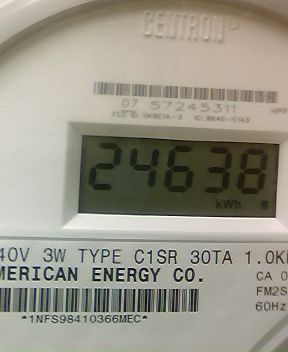 CENTRON
07 57245311
24638
kWh
40V 3W TYPE C1SR 30TA 1.0K
MERICAN ENERGY CO.
CA 0
FM2S
60Hz
*1NFS98410366MEC*